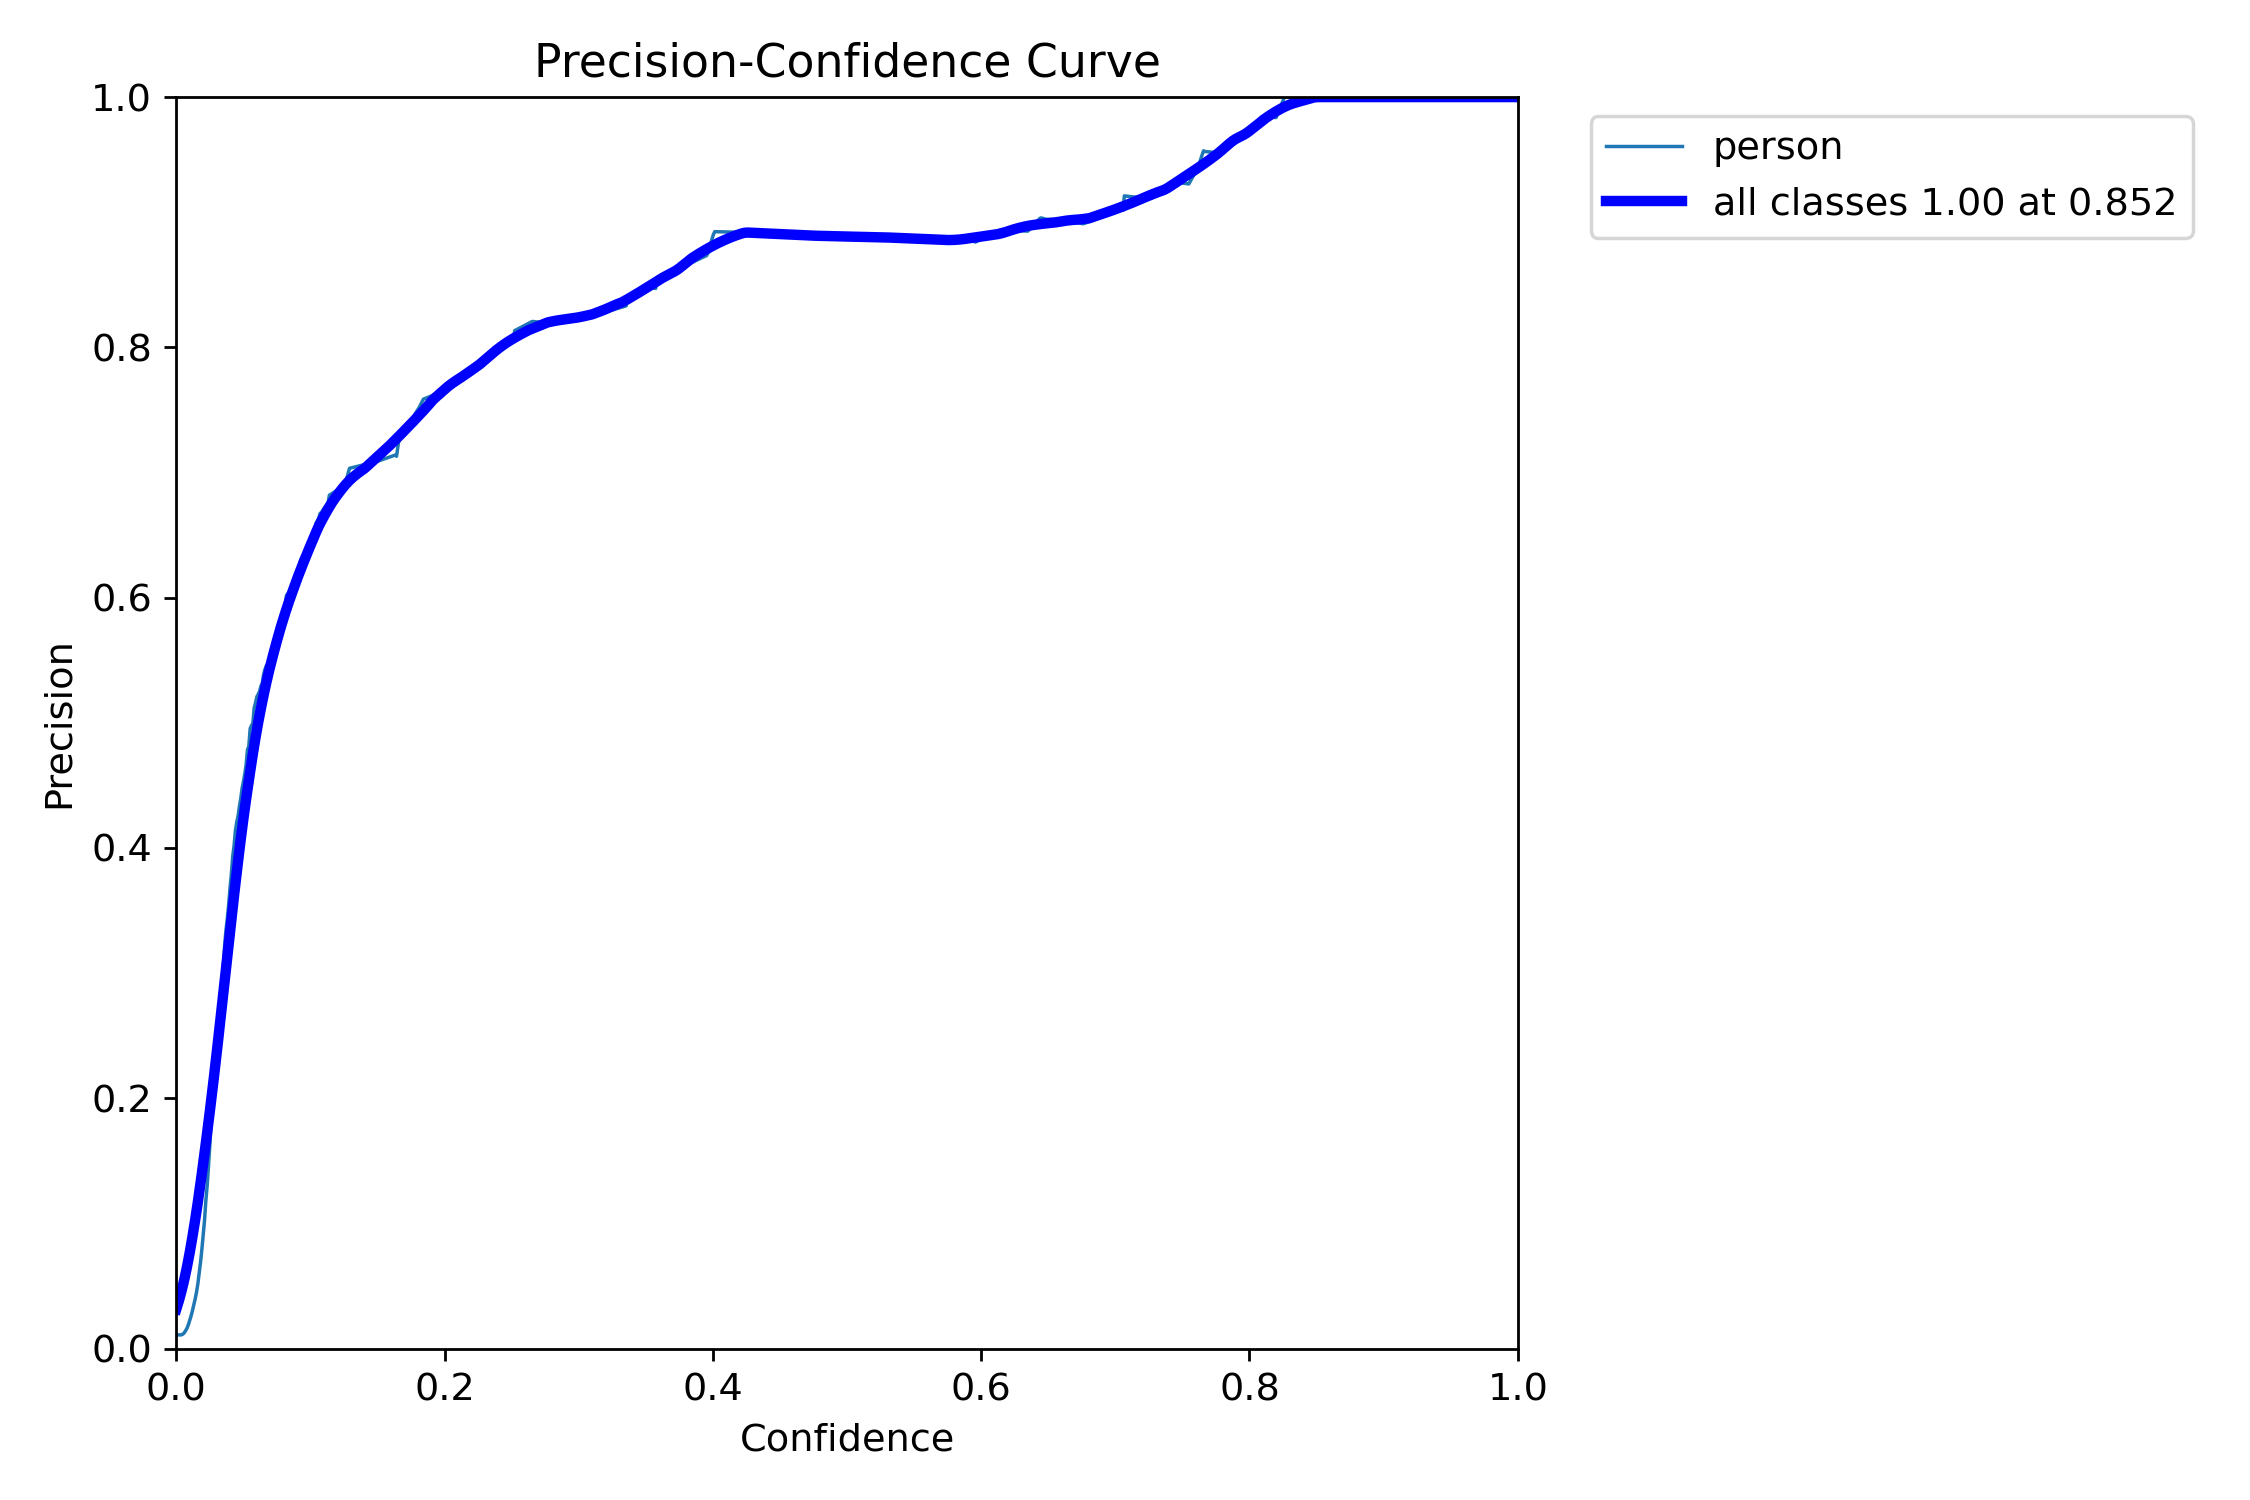 Precision-Confidence Curve
1.0
0.8
0.6
0.4
0.2
0.0
Precision
0.0 0.2 0.4 0.6 0.8 1.0
Confidence
person
all classes 1.00 at 0.852